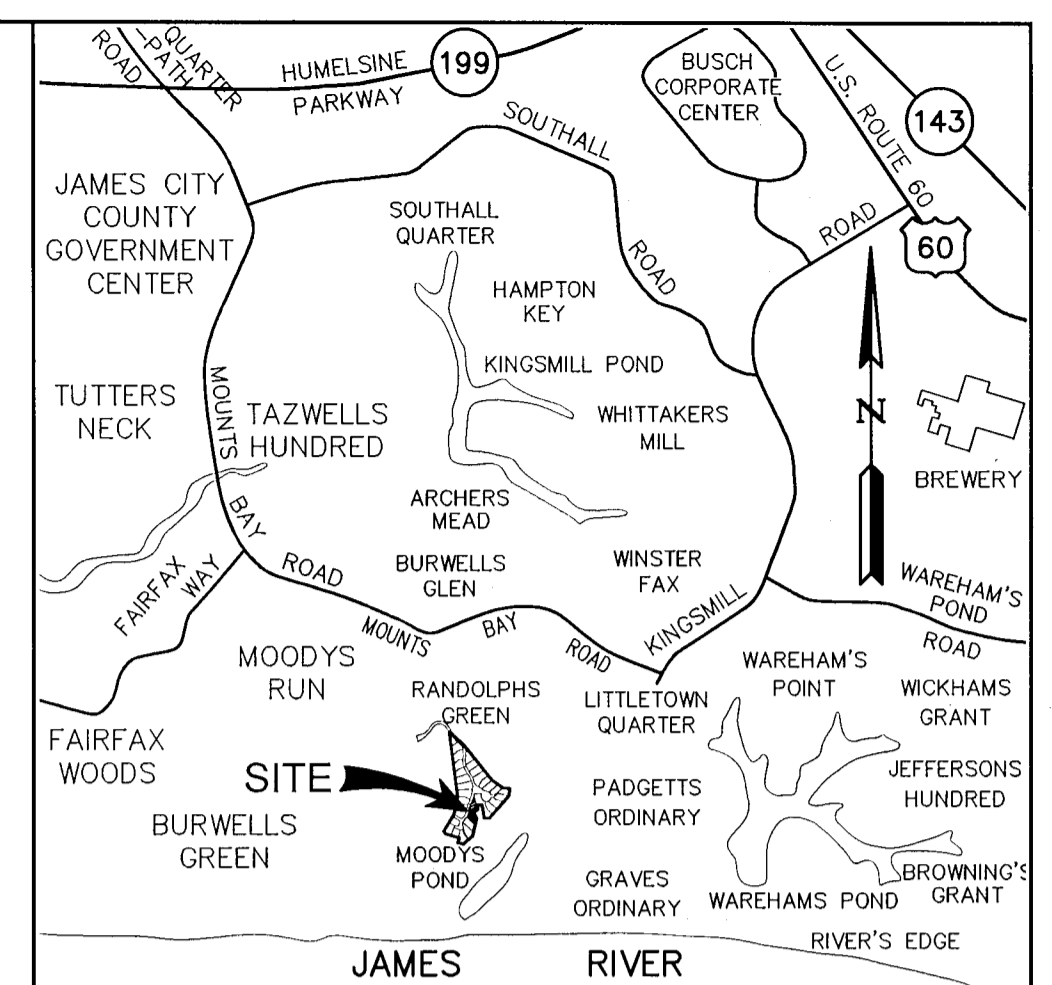 QUARTER
PATH
ROAD
HUMELSINE
PARKWAY
199
BUSCH
CORPORATE
CENTER
U.S. ROUTE 60
143
SOUTHALL
ROAD
ROAD
60
JAMES CITY
COUNTY
GOVERNMENT
CENTER
SOUTHALL
QUARTER
HAMPTON
KEY
KINGSMILL POND
TUTTERS
NECK
MOUNTS
BAY
ROAD
TAZWELLS
HUNDRED
WHITTAKERS
MILL
N
BREWERY
ARCHERS
MEAD
BURWELLS
GLEN
WINSTER
FAX
FAIRFAX
WAY
MOUNTS
BAY
ROAD
KINGSMILL
WAREHAM'S
POND
ROAD
MOODYS
RUN
RANDOLPHS
GREEN
LITTLETOWN
QUARTER
WAREHAM'S
POINT
WICKHAMS
GRANT
FAIRFAX
WOODS
SITE
PADGETTS
ORDINARY
JEFFERSONS
HUNDRED
BURWELLS
GREEN
MOODYS
POND
GRAVES
ORDINARY
WAREHAMS POND
BROWNING'S
GRANT
RIVER'S EDGE
JAMES RIVER